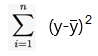 n
∑ (y-ȳ)²
i=1